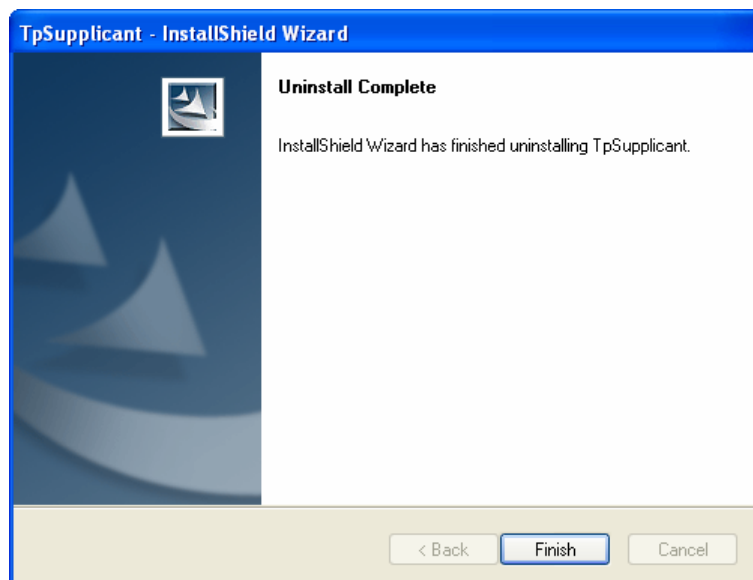 TpSupplicant - InstallShield Wizard
Uninstall Complete
InstallShield Wizard has finished uninstalling TpSupplicant.
< Back
Finish
Cancel